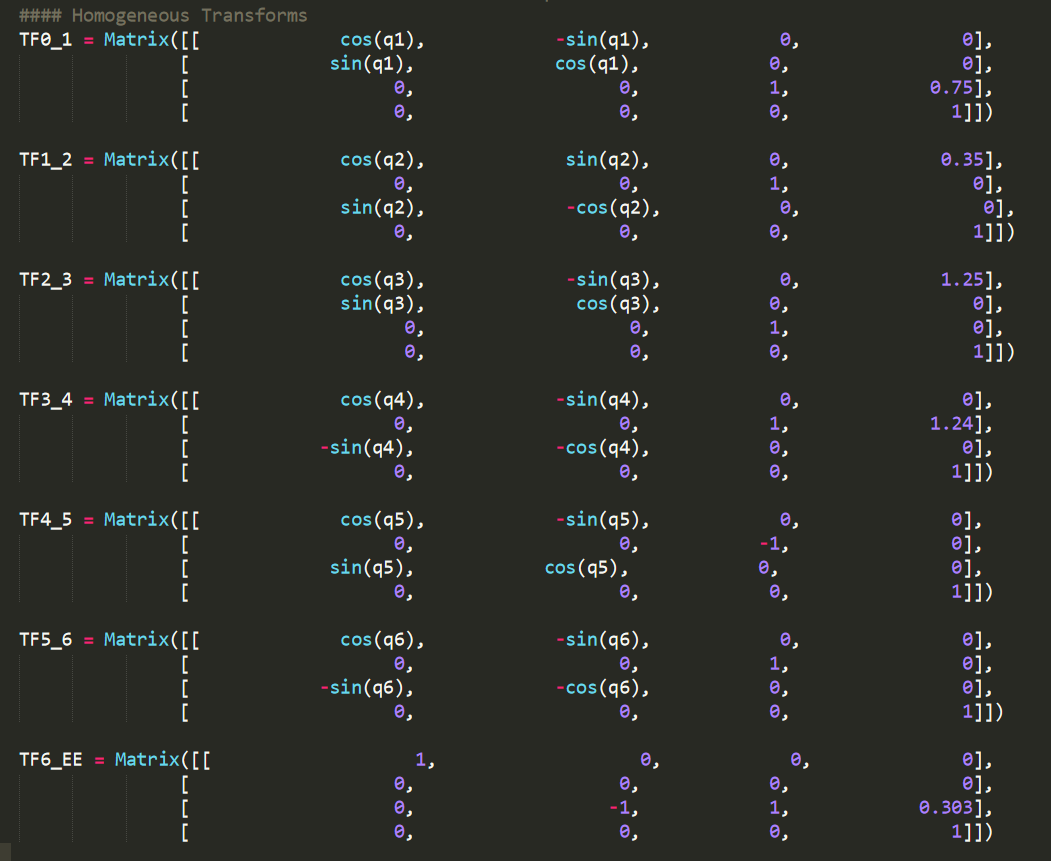 #### Homogeneous Transforms
TF0_1 = Matrix([[ cos(q1), -sin(q1), 0, 0],
[ sin(q1), cos(q1), 0, 0],
[ 0, 0, 1, 0.75],
[ 0, 0, 0, 1]])
TF1_2 = Matrix([[ cos(q2), sin(q2), 0, 0.35],
[ 0, 0, 1, 0],
[ sin(q2), -cos(q2), 0, 0],
[ 0, 0, 0, 1]])
TF2_3 = Matrix([[ cos(q3), -sin(q3), 0, 1.25],
[ sin(q3), cos(q3), 0, 0],
[ 0, 0, 1, 0],
[ 0, 0, 0, 1]])
TF3_4 = Matrix([[ cos(q4), -sin(q4), 0, 0],
[ 0, 0, 1, 1.24],
[ -sin(q4), -cos(q4), 0, 0],
[ 0, 0, 0, 1]])
TF4_5 = Matrix([[ cos(q5), -sin(q5), 0, 0],
[ 0, 0, -1, 0],
[ sin(q5), cos(q5), 0, 0],
[ 0, 0, 0, 1]])
TF5_6 = Matrix([[ cos(q6), -sin(q6), 0, 0],
[ 0, 0, 1, 0],
[ -sin(q6), -cos(q6), 0, 0],
[ 0, 0, 0, 1]])
TF6_EE = Matrix([[ 1, 0, 0, 0],
[ 0, 0, 0, 0],
[ 0, -1, 1, 0.303],
[ 0, 0, 0, 1]])